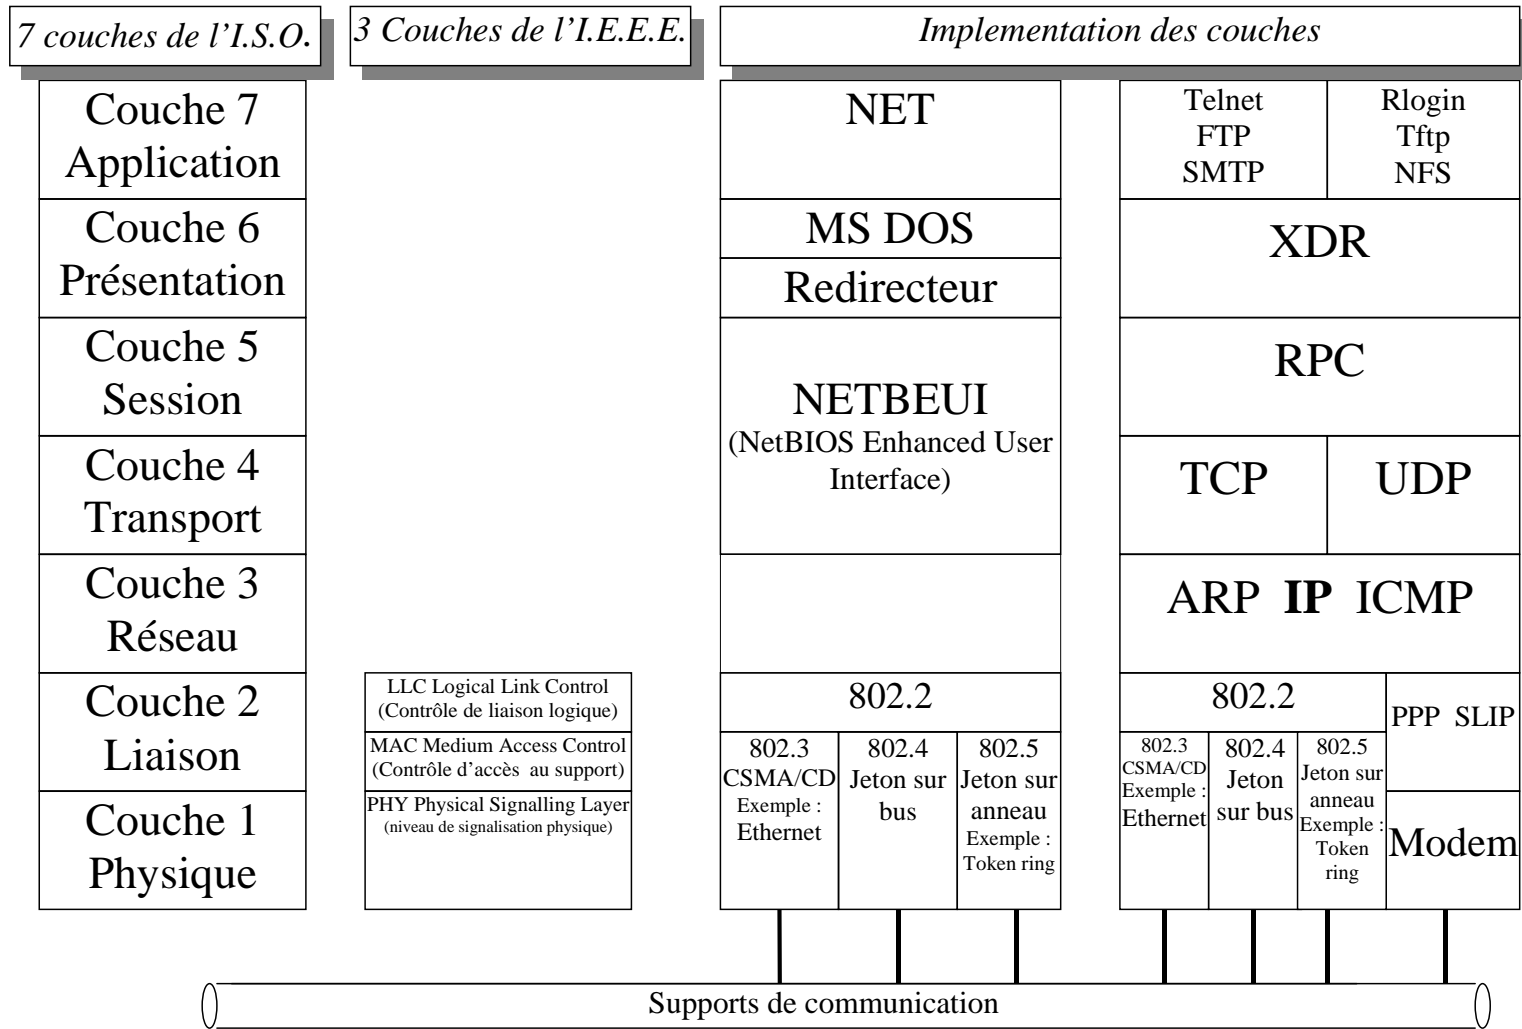 7 couches de l'I.S.O.
3 Couches de l'I.E.E.E.
Implementation des couches
Couche 7
Application
Couche 6
Présentation
Couche 5
Session
Couche 4
Transport
Couche 3
Réseau
Couche 2
Liaison
Couche 1
Physique
LLC Logical Link Control
(Contrôle de liaison logique)
MAC Medium Access Control
(Contrôle d'accès au support)
PHY Physical Signalling Layer
(niveau de signalisation physique)
NET
MS DOS
Redirecteur
NETBEUI
(NetBIOS Enhanced User
Interface)
802.2
802.3
CSMA/CD
Exemple :
Ethernet
802.4
Jeton sur
bus
802.5
Jeton sur
anneau
Exemple :
Token ring
Telnet
FTP
SMTP
Rlogin
Tftp
NFS
XDR
RPC
TCP
UDP
ARP IP ICMP
802.2
PPP SLIP
802.3
CSMA/CD
Exemple :
Ethernet
802.4
Jeton
sur bus
802.5
Jeton sur
anneau
Exemple :
Token
ring
Modem
Supports de communication